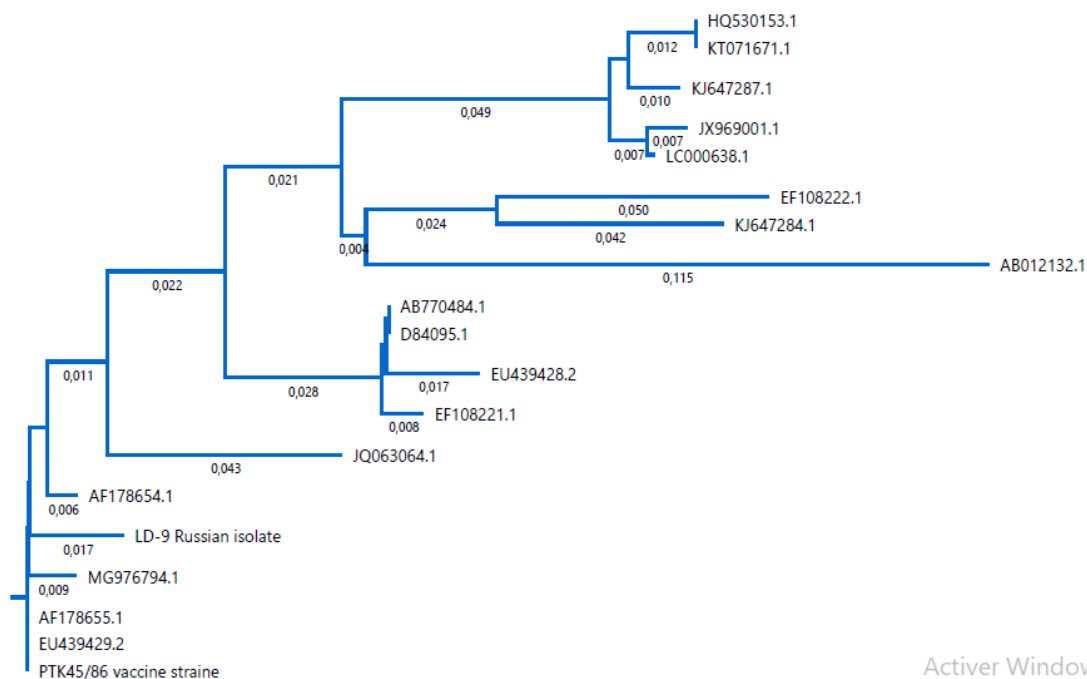 HQ530153.1
0,012
KT071671.1
KJ647287.1
0,010
0,049
JX969001.1
0,007
0,007
LC000638.1
0,021
EF108222.1
0,050
0,024
KJ647284.1
0,042
0,004
AB012132.1
0,115
0,022
AB770484.1
D84095.1
EU439428.2
0,011
0,017
0,028
EF108221.1
0,008
JQ063064.1
0,043
AF178654.1
0,006
LD-9 Russian isolate
0,017
MG976794.1
0,009
AF178655.1
EU439429.2
PTK45/86 vaccine straine
Activer Window